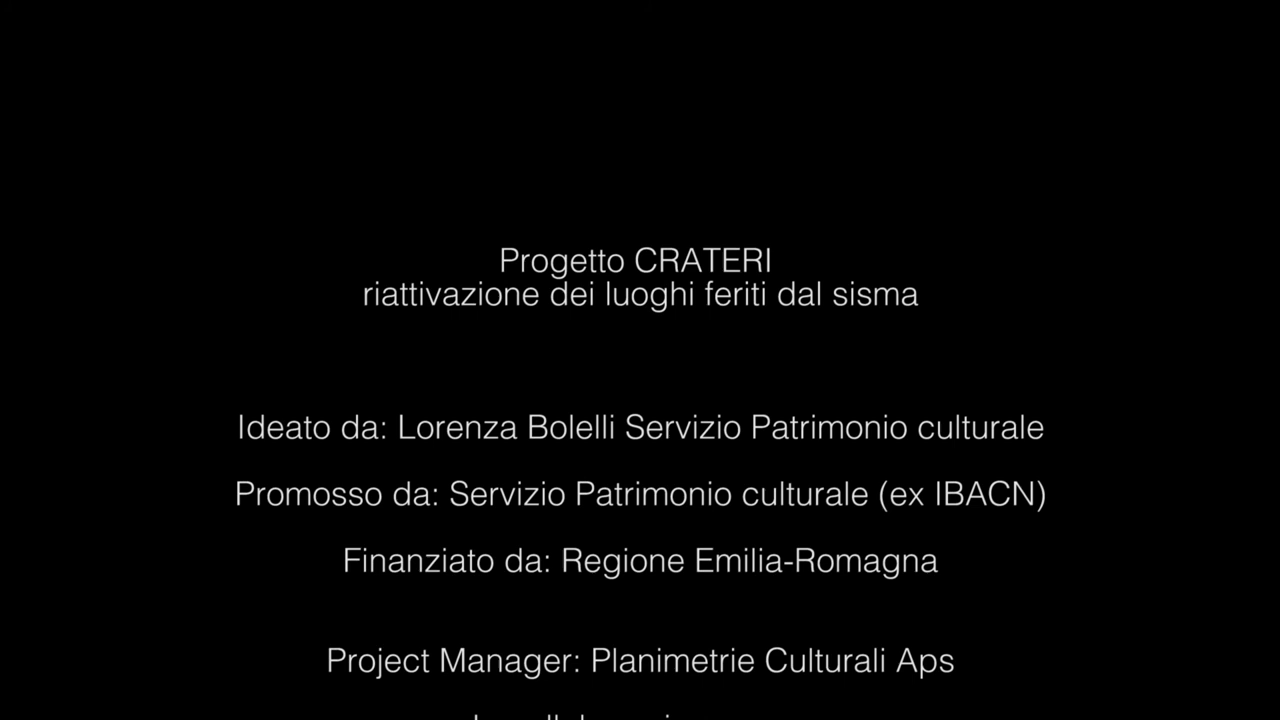 Progetto CRATERI
riattivazione dei luoghi feriti dal sisma
Ideato da: Lorenza Bolelli Servizio Patrimonio culturale
Promosso da: Servizio Patrimonio culturale (ex IBACN)
Finanziato da: Regione Emilia-Romagna
Project Manager: Planimetrie Culturali Aps